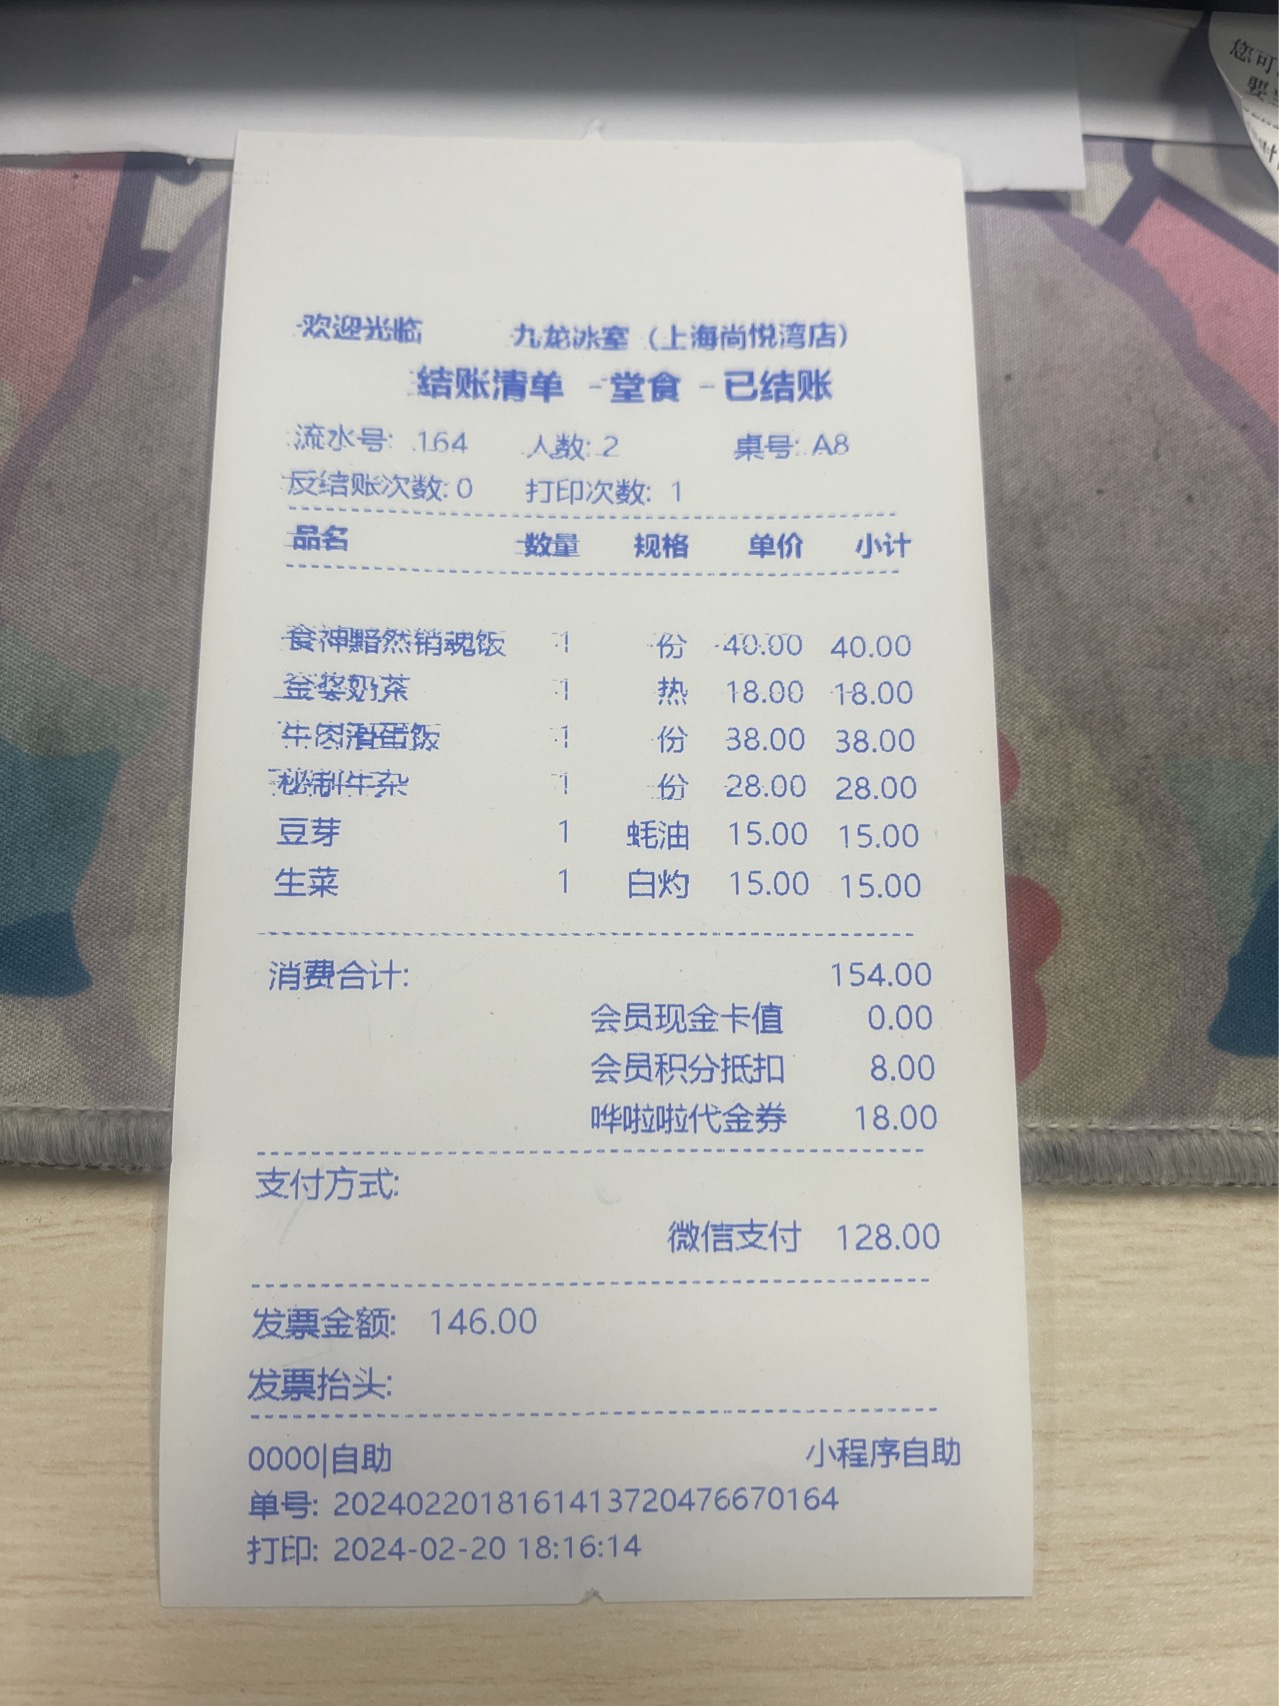 您可
欢迎光临 九龙冰室（上海尚悦湾店）
结账清单 -堂食 -已结账
流水号: 164 人数: 2 桌号: A8
反结账次数: 0 打印次数: 1
品名 数量 规格 单价 小计
食神黯然销魂饭 1 份 40.00 40.00
金奖奶茶 1 热 18.00 18.00
牛肉滑蛋饭 1 份 38.00 38.00
秘制牛杂 1 份 28.00 28.00
豆芽 1 蚝油 15.00 15.00
生菜 1 白灼 15.00 15.00
消费合计: 154.00
会员现金卡值 0.00
会员积分抵扣 8.00
哗啦啦代金券 18.00
支付方式:
微信支付 128.00
发票金额: 146.00
发票抬头:
0000|自助 小程序自助
单号: 2024022018161413720476670164
打印: 2024-02-20 18:16:14